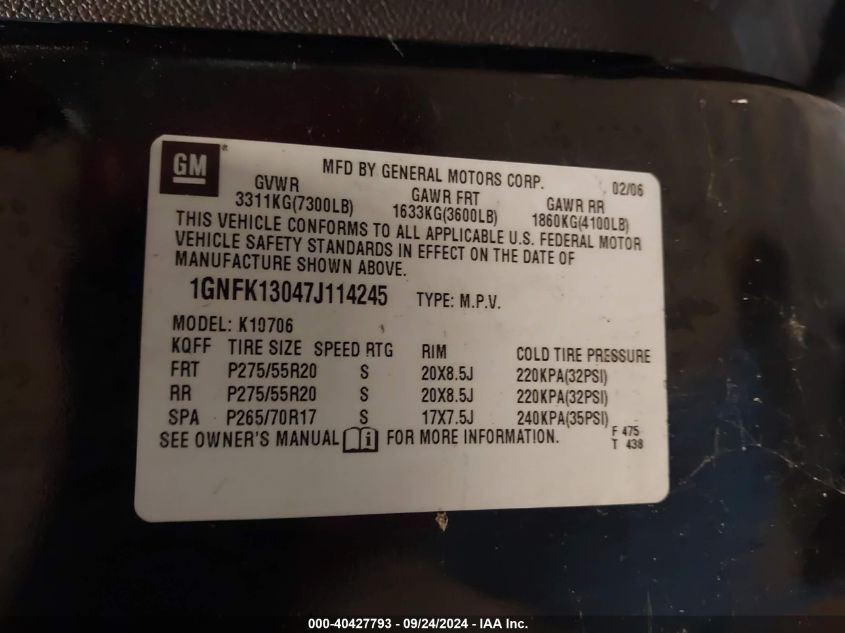 GM
MFD BY GENERAL MOTORS CORP. 02/06
GVWR GAWR FRT GAWR RR
3311KG(7300LB) 1633KG(3600LB) 1860KG(4100LB)
THIS VEHICLE CONFORMS TO ALL APPLICABLE U.S. FEDERAL MOTOR
VEHICLE SAFETY STANDARDS IN EFFECT ON THE DATE OF
MANUFACTURE SHOWN ABOVE.
1GNFK13047J114245 TYPE: M.P.V.
MODEL: K10706
KQFF TIRE SIZE SPEED RTG RIM COLD TIRE PRESSURE
FRT P275/55R20 S 20X8.5J 220KPA(32PSI)
RR P275/55R20 S 20X8.5J 220KPA(32PSI)
SPA P265/70R17 S 17X7.5J 240KPA(35PSI)
SEE OWNER'S MANUAL i FOR MORE INFORMATION.
F 475
T 438
000-40427793 - 09/24/2024 - IAA Inc.